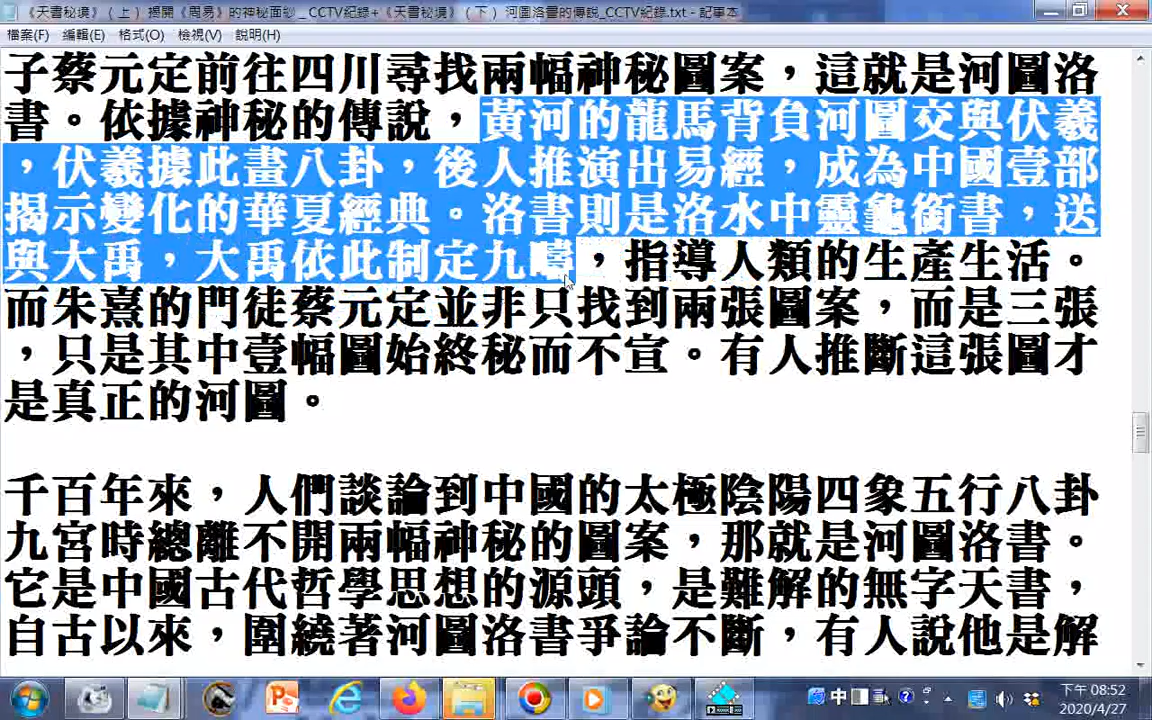 《天書秘境》（上） 揭開《周易》的神秘面紗 _ CCTV紀錄+《天書秘境》（下） 河圖洛書的傳說_CCTV紀錄.txt - 記事本
檔案(F) 編輯(E) 格式(O) 檢視(V) 說明(H)
子蔡元定前往四川尋找兩幅神秘圖案，這就是河圖洛
書。依據神秘的傳說，黃河的龍馬背負河圖交與伏羲
，伏羲據此畫八卦，後人推演出易經，成為中國壹部
揭示變化的華夏經典。洛書則是洛水中靈龜銜書，送
與大禹，大禹依此制定九疇，指導人類的生產生活。
而朱熹的門徒蔡元定並非只找到兩張圖案，而是三張
，只是其中壹幅圖始終秘而不宣。有人推斷這張圖才
是真正的河圖。
千百年來，人們談論到中國的太極陰陽四象五行八卦
九宮時總離不開兩幅神秘的圖案，那就是河圖洛書。
它是中國古代哲學思想的源頭，是難解的無字天書，
自古以來，圍繞著河圖洛書爭論不斷，有人說他是解
中
下午 08:52
2020/4/27